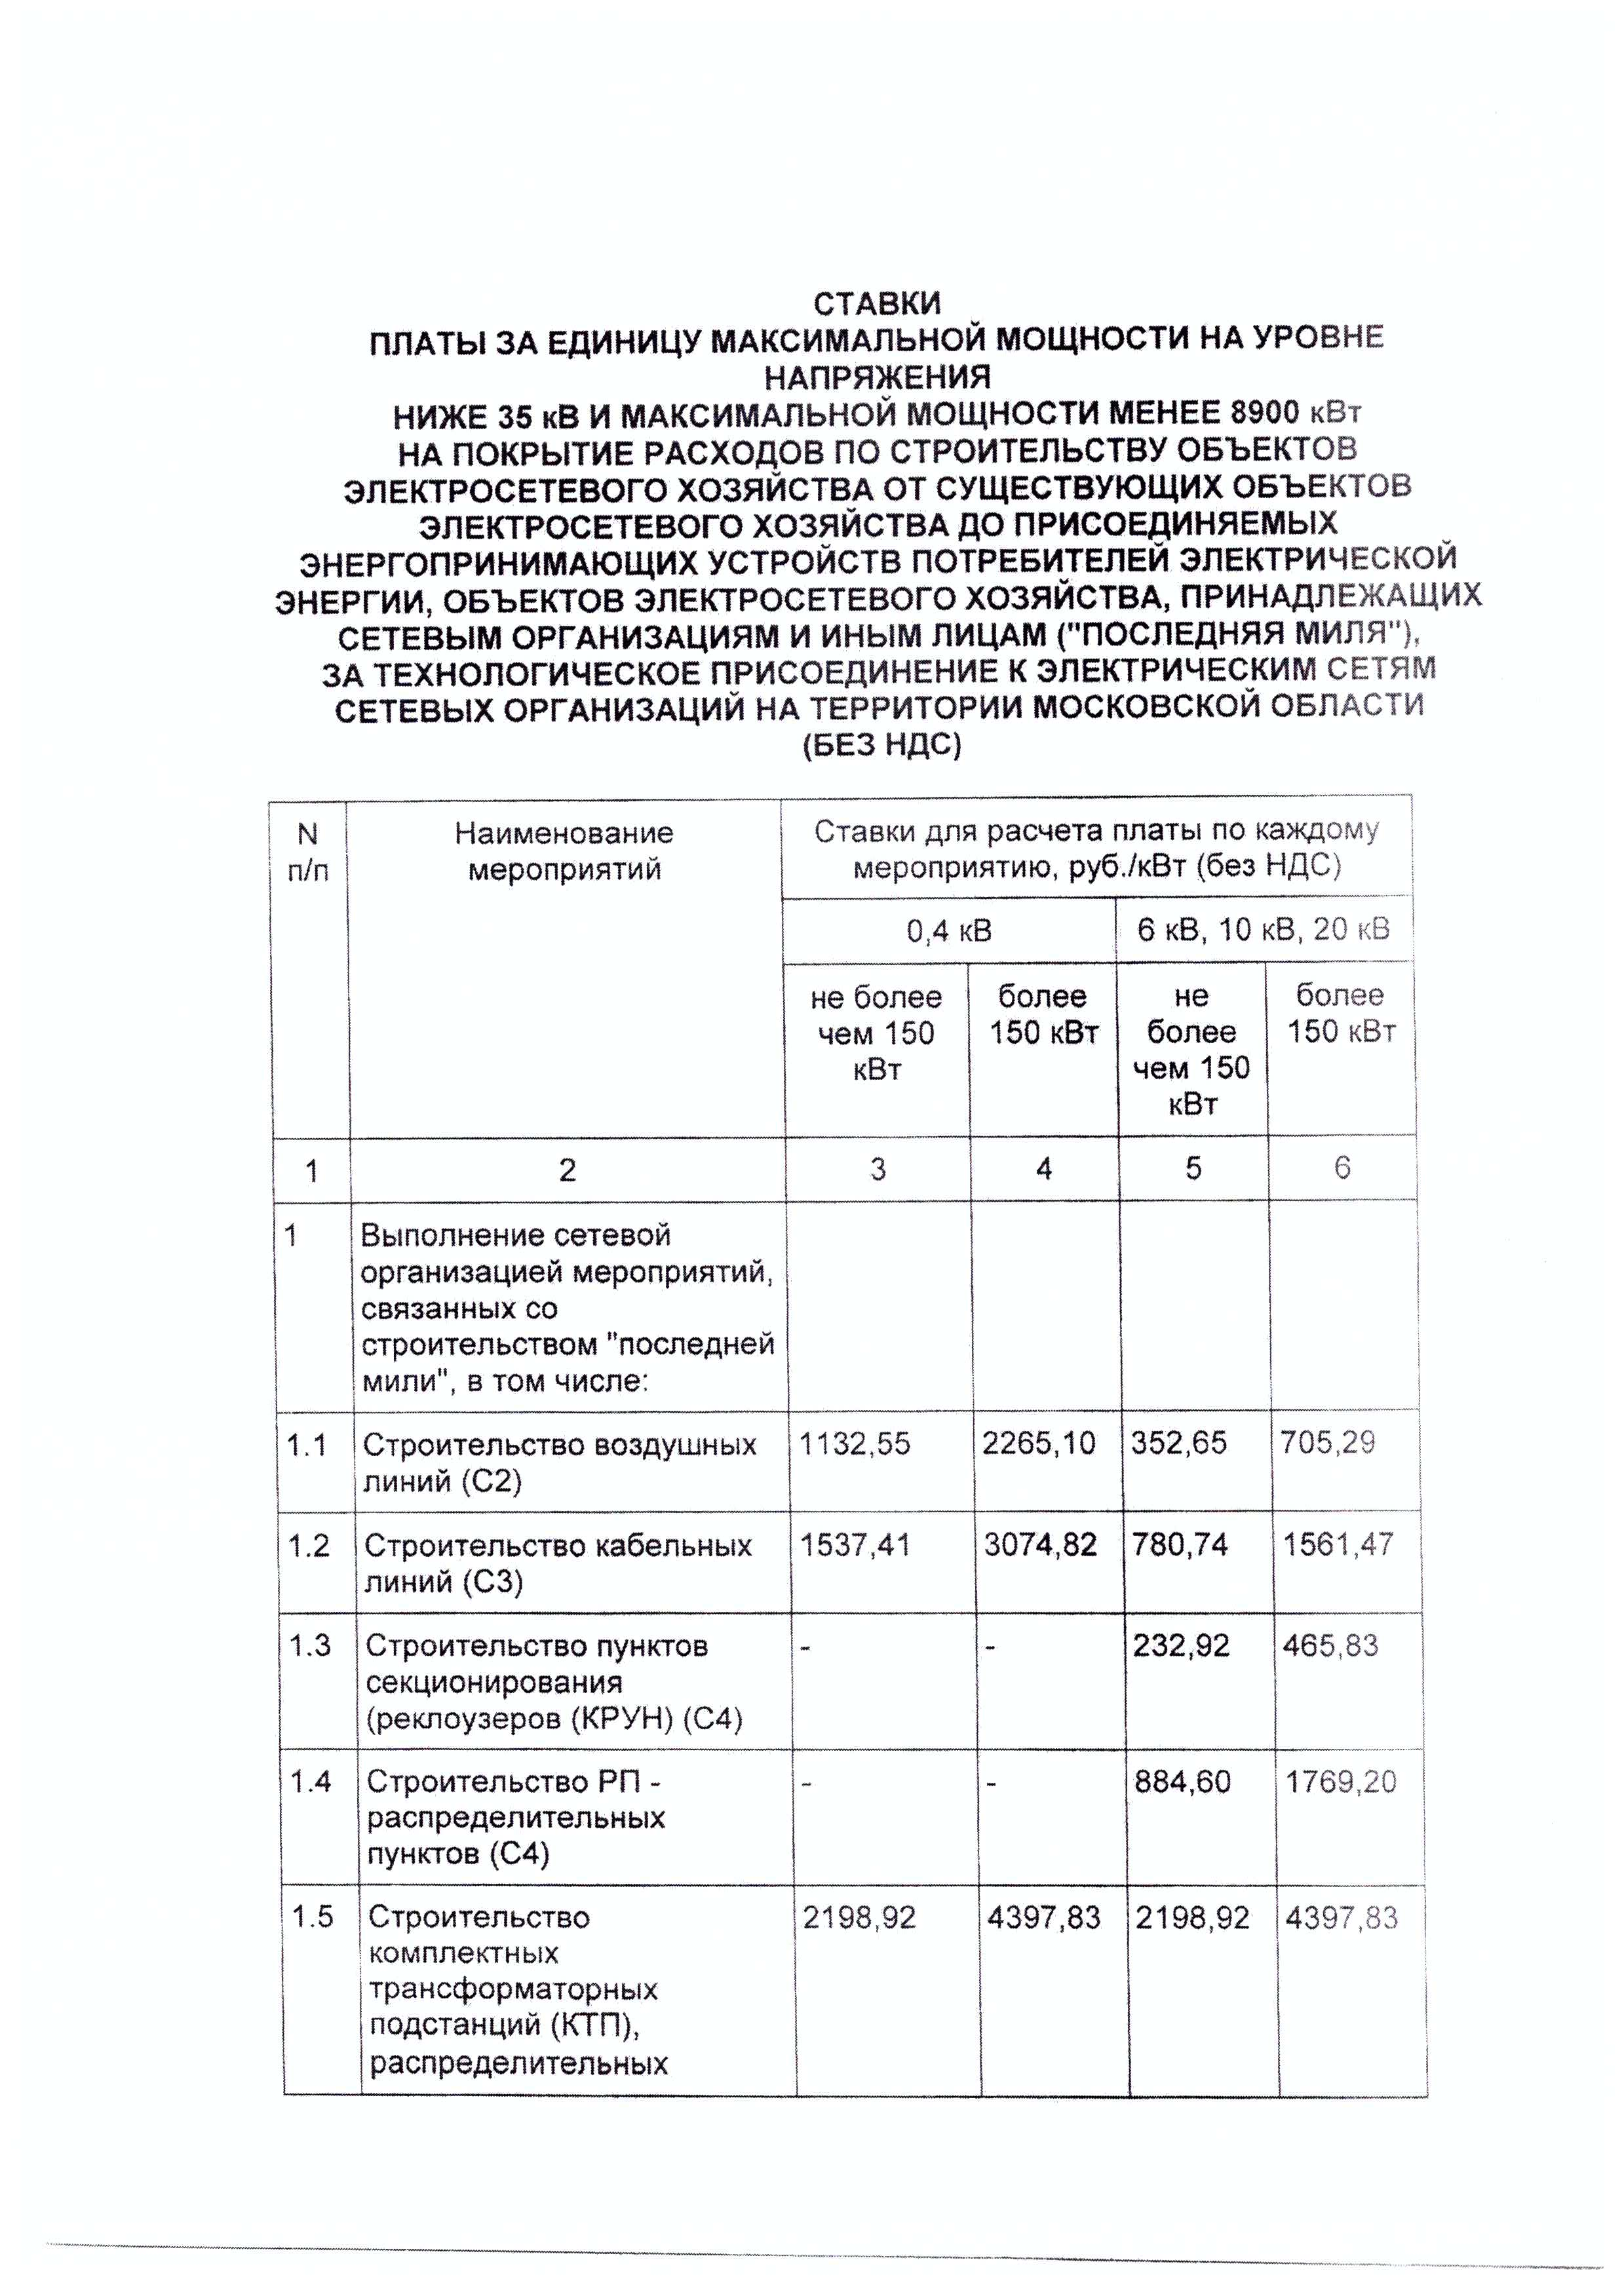 СТАВКИ
ПЛАТЫ ЗА ЕДИНИЦУ МАКСИМАЛЬНОЙ МОЩНОСТИ НА УРОВНЕ
НАПРЯЖЕНИЯ
НИЖЕ 35 кВ И МАКСИМАЛЬНОЙ МОЩНОСТИ МЕНЕЕ 8900 кВт
НА ПОКРЫТИЕ РАСХОДОВ ПО СТРОИТЕЛЬСТВУ ОБЪЕКТОВ
ЭЛЕКТРОСЕТЕВОГО ХОЗЯЙСТВА ОТ СУЩЕСТВУЮЩИХ ОБЪЕКТОВ
ЭЛЕКТРОСЕТЕВОГО ХОЗЯЙСТВА ДО ПРИСОЕДИНЯЕМЫХ
ЭНЕРГОПРИНИМАЮЩИХ УСТРОЙСТВ ПОТРЕБИТЕЛЕЙ ЭЛЕКТРИЧЕСКОЙ
ЭНЕРГИИ, ОБЪЕКТОВ ЭЛЕКТРОСЕТЕВОГО ХОЗЯЙСТВА, ПРИНАДЛЕЖАЩИХ
СЕТЕВЫМ ОРГАНИЗАЦИЯМ И ИНЫМ ЛИЦАМ ("ПОСЛЕДНЯЯ МИЛЯ"),
ЗА ТЕХНОЛОГИЧЕСКОЕ ПРИСОЕДИНЕНИЕ К ЭЛЕКТРИЧЕСКИМ СЕТЯМ
СЕТЕВЫХ ОРГАНИЗАЦИЙ НА ТЕРРИТОРИИ МОСКОВСКОЙ ОБЛАСТИ
(БЕЗ НДС)
N
п/п
Наименование
мероприятий
Ставки для расчета платы по каждому
мероприятию, руб./кВт (без НДС)
0,4 кВ
6 кВ, 10 кВ, 20 кВ
не более
чем 150
кВт
более
150 кВт
не
более
чем 150
кВт
более
150 кВт
1 2 3 4 5 6
1 Выполнение сетевой
организацией мероприятий,
связанных со
строительством "последней
мили", в том числе:
1.1 Строительство воздушных 1132,55 2265,10 352,65 705,29
линий (С2)
1.2 Строительство кабельных 1537,41 3074,82 780,74 1561,47
линий (С3)
1.3 Строительство пунктов - - 232,92 465,83
секционирования
(реклоузеров (КРУН) (С4)
1.4 Строительство РП - - - 884,60 1769,20
распределительных
пунктов (С4)
1.5 Строительство 2198,92 4397,83 2198,92 4397,83
комплектных
трансформаторных
подстанций (КТП),
распределительных